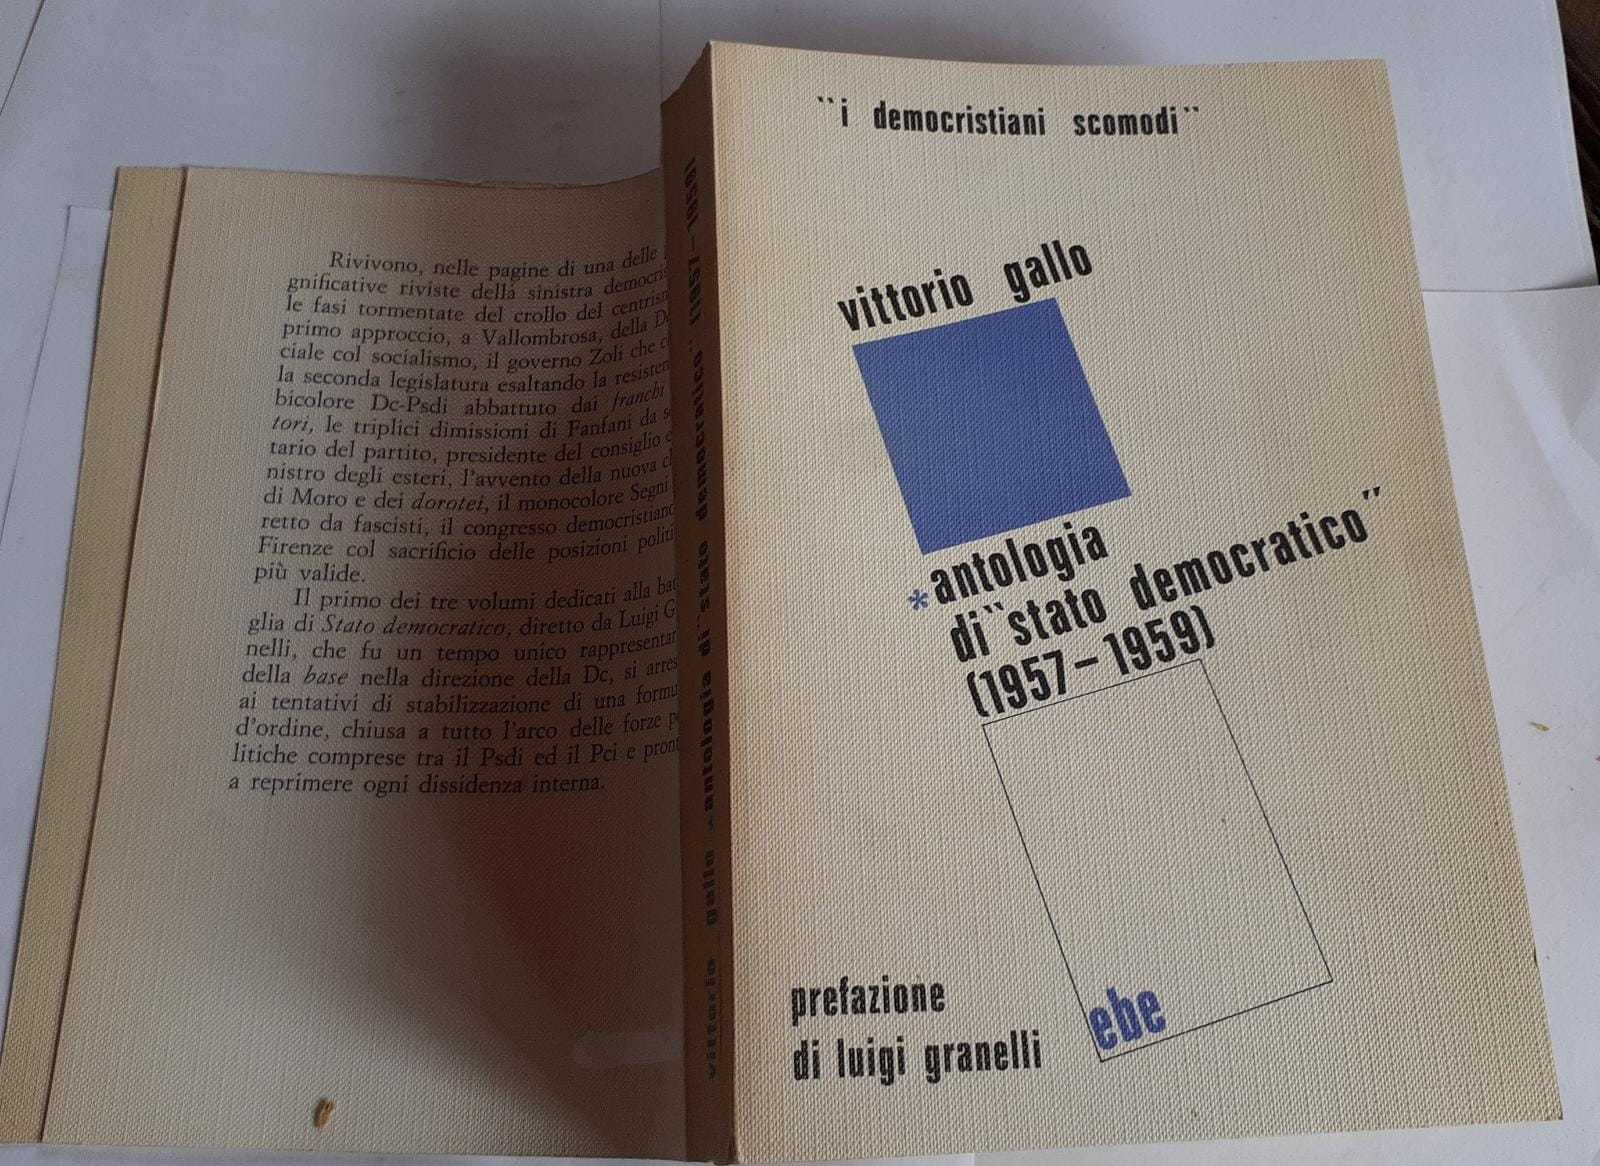 Rivivono, nelle pagine di una delle
gnificative riviste della sinistra democris
le fasi tormentate del crollo del centrism
primo approccio, a Vallombrosa, della De
ciale col socialismo, il governo Zoli che c
la seconda legislatura esaltando la resisten
bicolore Dc-Psdi abbattuto dai franchi
tori, le triplici dimissioni di Fanfani da s
tario del partito, presidente del consiglio e
nistro degli esteri, l'avvento della nuova cl
di Moro e dei dorotei, il monocolore Segni
retto da fascisti, il congresso democristiano
Firenze col sacrificio delle posizioni politi
più valide.
Il primo dei tre volumi dedicati alla bat
glia di Stato democratico, diretto da Luigi G
nelli, che fu un tempo unico rappresentan
della base nella direzione della Dc, si arres
ai tentativi di stabilizzazione di una formu
d'ordine, chiusa a tutto l'arco delle forze po
litiche comprese tra il Psdi ed il Pci e pront
a reprimere ogni dissidenza interna.
vittorio gallo * antologia di "stato democratico" (1957-1959)
"i democristiani scomodi"
vittorio gallo
*antologia
di "stato democratico"
(1957-1959)
prefazione
di luigi granelli
ebe